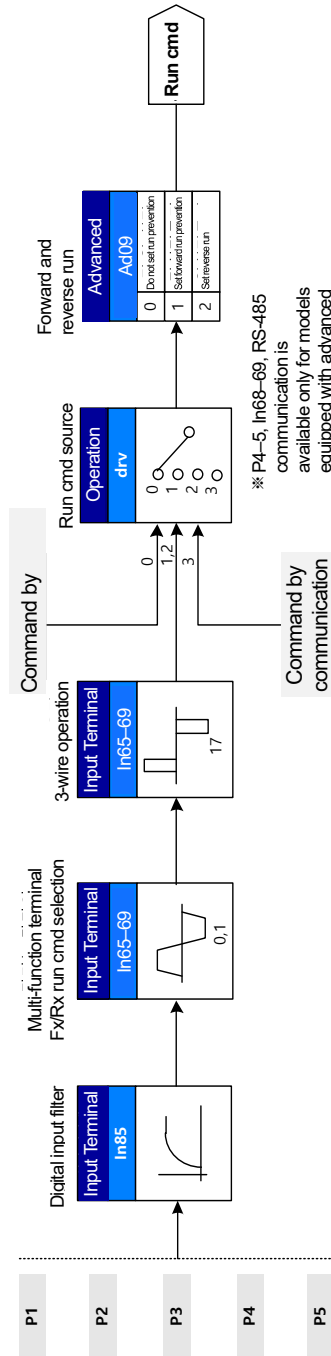 P1
P2
P3
P4
P5
Digital input filter
Input Terminal
In85
Multi-function terminal
Fx/Rx run cmd selection
Input Terminal
In65–69
0,1
3-wire operation
Input Terminal
In65–69
17
Command by
0
1,2
3
Command by
communication
Run cmd source
Operation
drv
0
1
2
3
Forward and
reverse run
Advanced
Ad09
0 Do not set run prevention
1 Set forward run prevention
2 Set reverse run
Run cmd
※ P4–5, In68–69, RS-485
communication is
available only for models
equipped with advanced